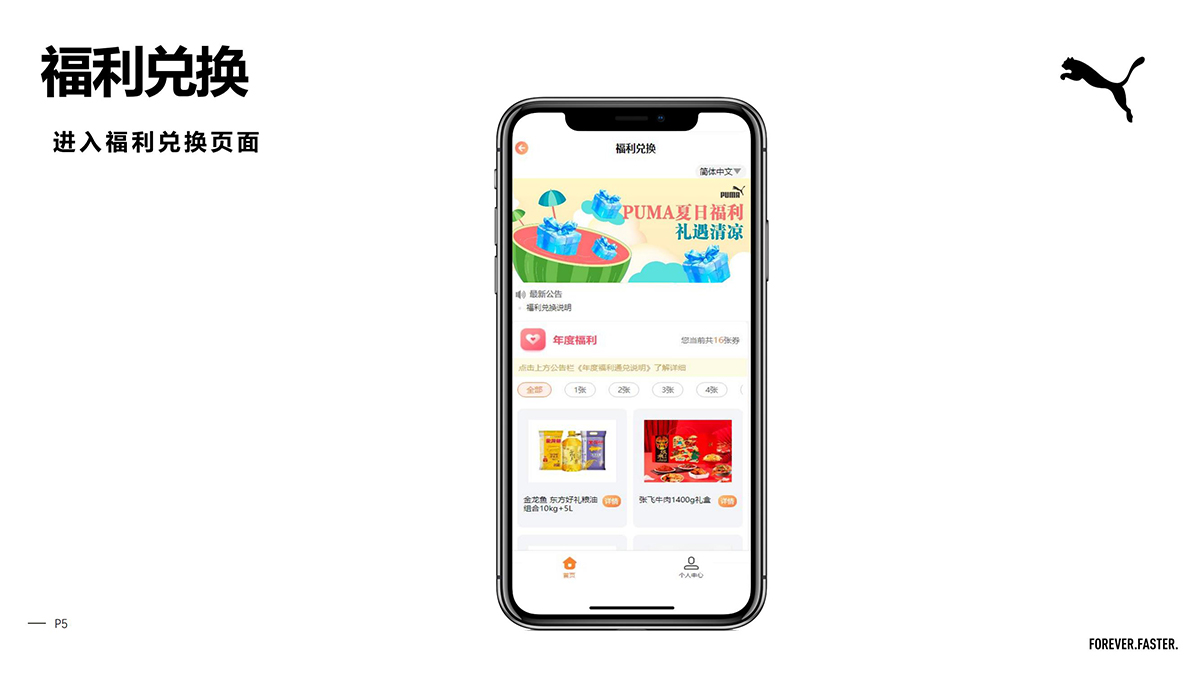 福利兑换
进入福利兑换页面
福利兑换
简体中文▼
PUMA
PUMA夏日福利
礼遇清凉
最新公告
福利兑换说明
年度福利
您当前共16张券
点击上方公告栏《年度福利通兑说明》了解详细
全部 1张 2张 3张 4张
金龙鱼 东方好礼粮油
组合10kg+5L
详情
张飞牛肉1400g礼盒
详情
首页
个人中心
P5
FOREVER.FASTER.